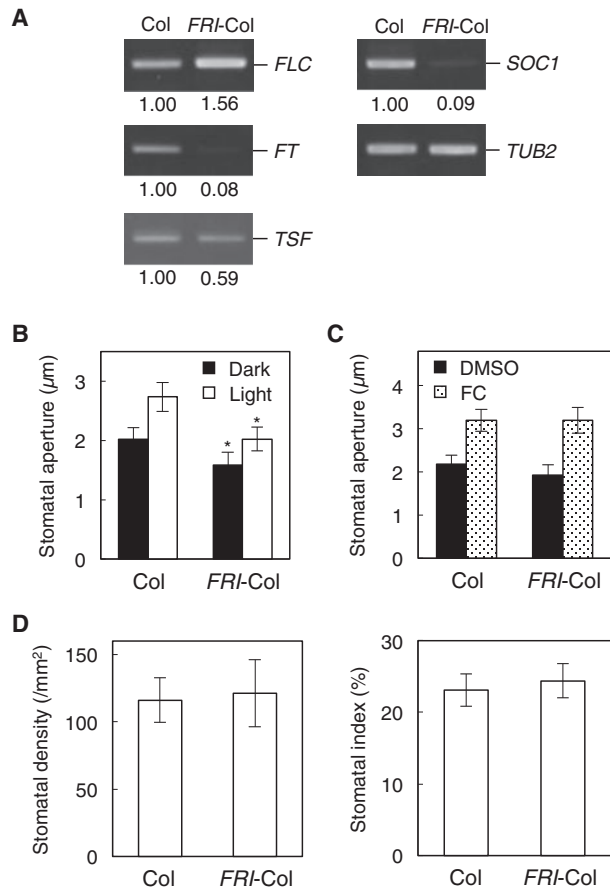 A
Col FRI-Col
FLC
1.00 1.56
FT
1.00 0.08
TSF
1.00 0.59
Col FRI-Col
SOC1
1.00 0.09
TUB2
B
Stomatal aperture (µm)
3
2
1
0
Dark
Light
*
*
Col FRI-Col
C
Stomatal aperture (µm)
4
3
2
1
0
DMSO
FC
Col FRI-Col
D
Stomatal density (/mm²)
150
100
50
0
Col FRI-Col
Stomatal index (%)
30
20
10
0
Col FRI-Col